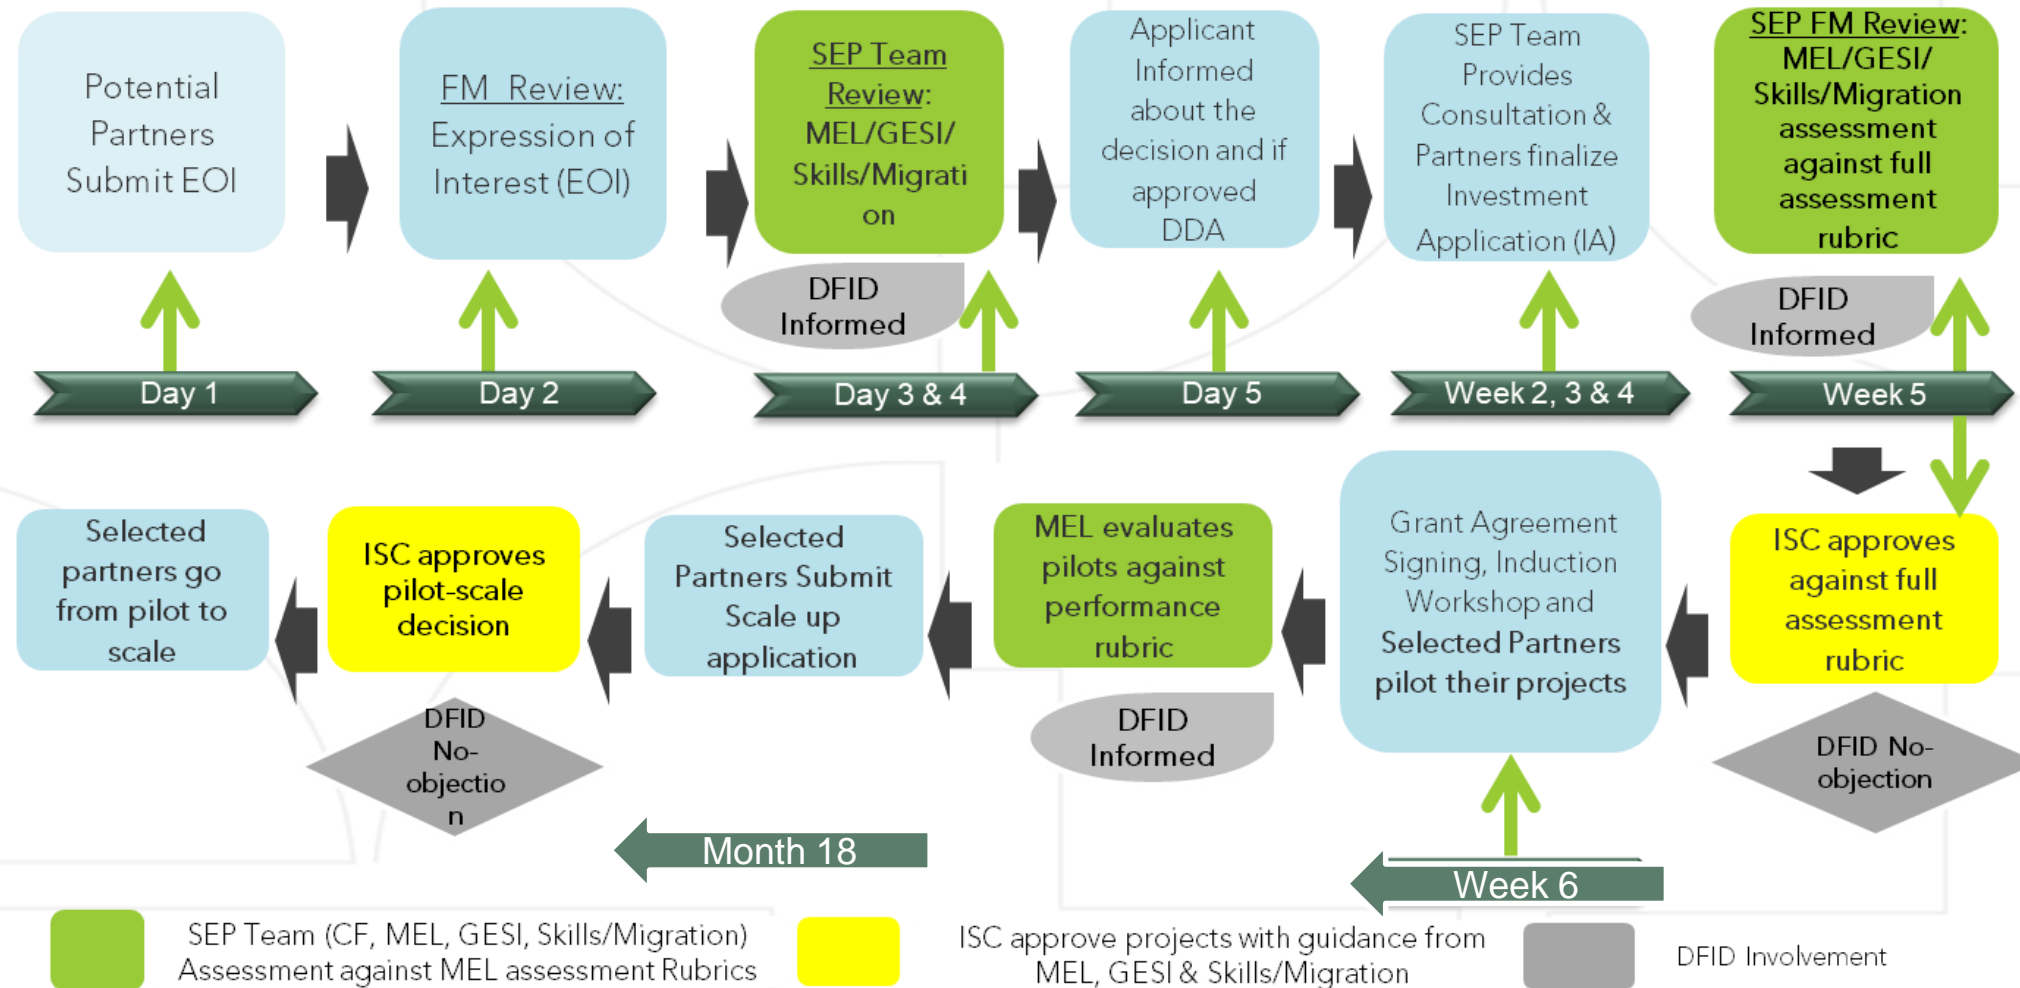 Potential
Partners
Submit EOI
FM Review:
Expression of
Interest (EOI)
SEP Team
Review:
MEL/GESI/
Skills/Migrati
on
Applicant
Informed
about the
decision and if
approved
DDA
SEP Team
Provides
Consultation &
Partners finalize
Investment
Application (IA)
SEP FM Review:
MEL/GESI/
Skills/Migration
assessment
against full
assessment
rubric
DFID
Informed
DFID
Informed
Day 1
Day 2
Day 3 & 4
Day 5
Week 2, 3 & 4
Week 5
ISC approves
against full
assessment
rubric
DFID No-
objection
Grant Agreement
Signing, Induction
Workshop and
Selected Partners
pilot their projects
MEL evaluates
pilots against
performance
rubric
DFID
Informed
Selected
Partners Submit
Scale up
application
ISC approves
pilot-scale
decision
DFID
No-
objectio
n
Selected
partners go
from pilot to
scale
Week 6
Month 18
SEP Team (CF, MEL, GESI, Skills/Migration)
Assessment against MEL assessment Rubrics
ISC approve projects with guidance from
MEL, GESI & Skills/Migration
DFID Involvement